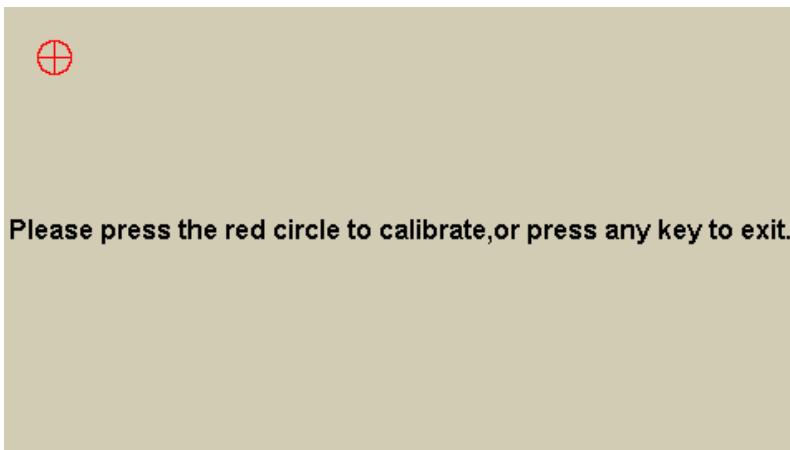 Please press the red circle to calibrate,or press any key to exit.